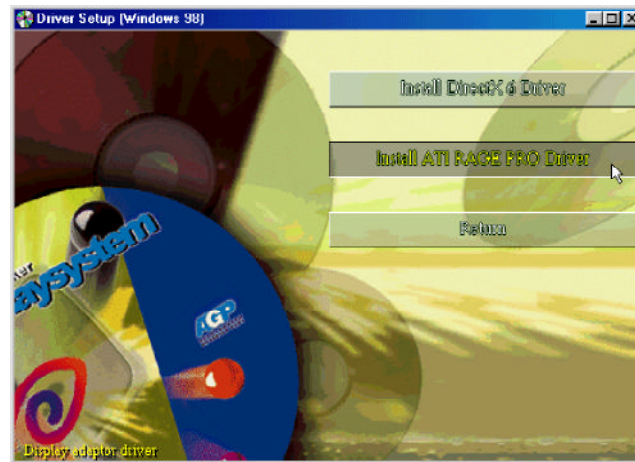 Driver Setup (Windows 98)
Install DirectX 6 Driver
Install ATI RAGE PRO Driver
Return
AGP
Display adaptor driver